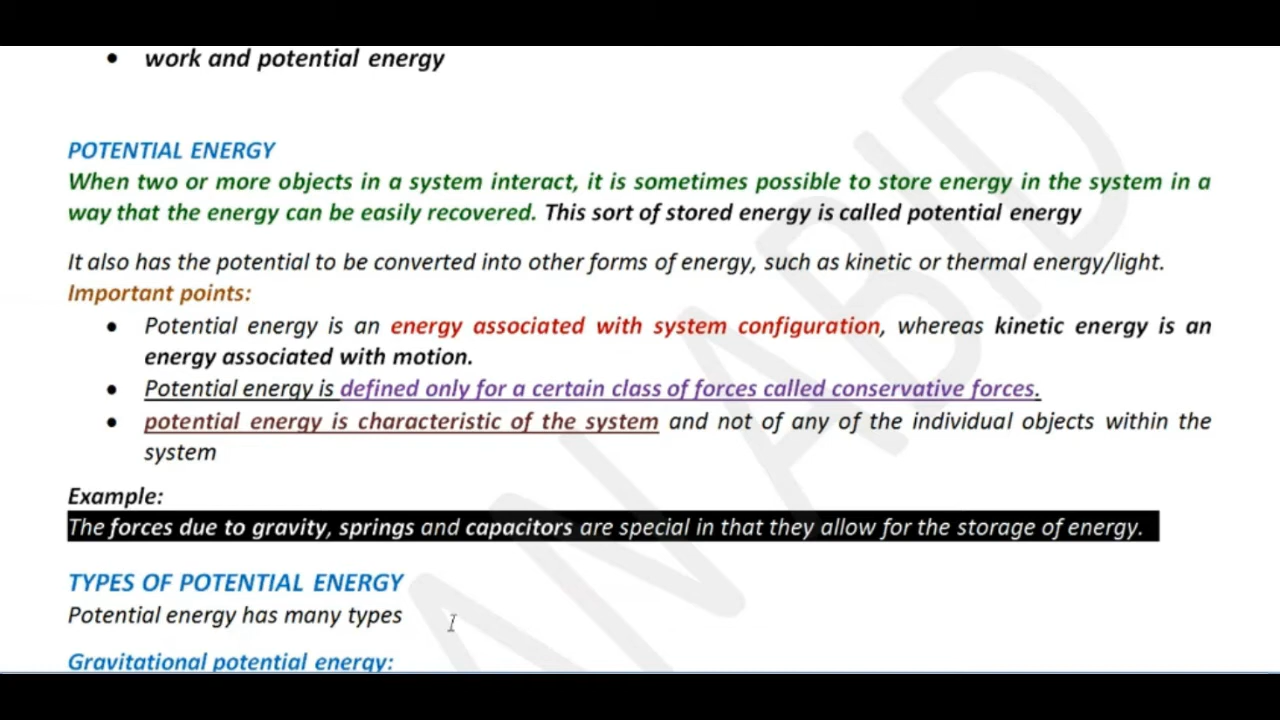 • work and potential energy
POTENTIAL ENERGY
When two or more objects in a system interact, it is sometimes possible to store energy in the system in a
way that the energy can be easily recovered. This sort of stored energy is called potential energy
It also has the potential to be converted into other forms of energy, such as kinetic or thermal energy/light.
Important points:
• Potential energy is an energy associated with system configuration, whereas kinetic energy is an
energy associated with motion.
• Potential energy is defined only for a certain class of forces called conservative forces.
• potential energy is characteristic of the system and not of any of the individual objects within the
system
Example:
The forces due to gravity, springs and capacitors are special in that they allow for the storage of energy.
TYPES OF POTENTIAL ENERGY
Potential energy has many types
Gravitational potential energy:
AN ABID